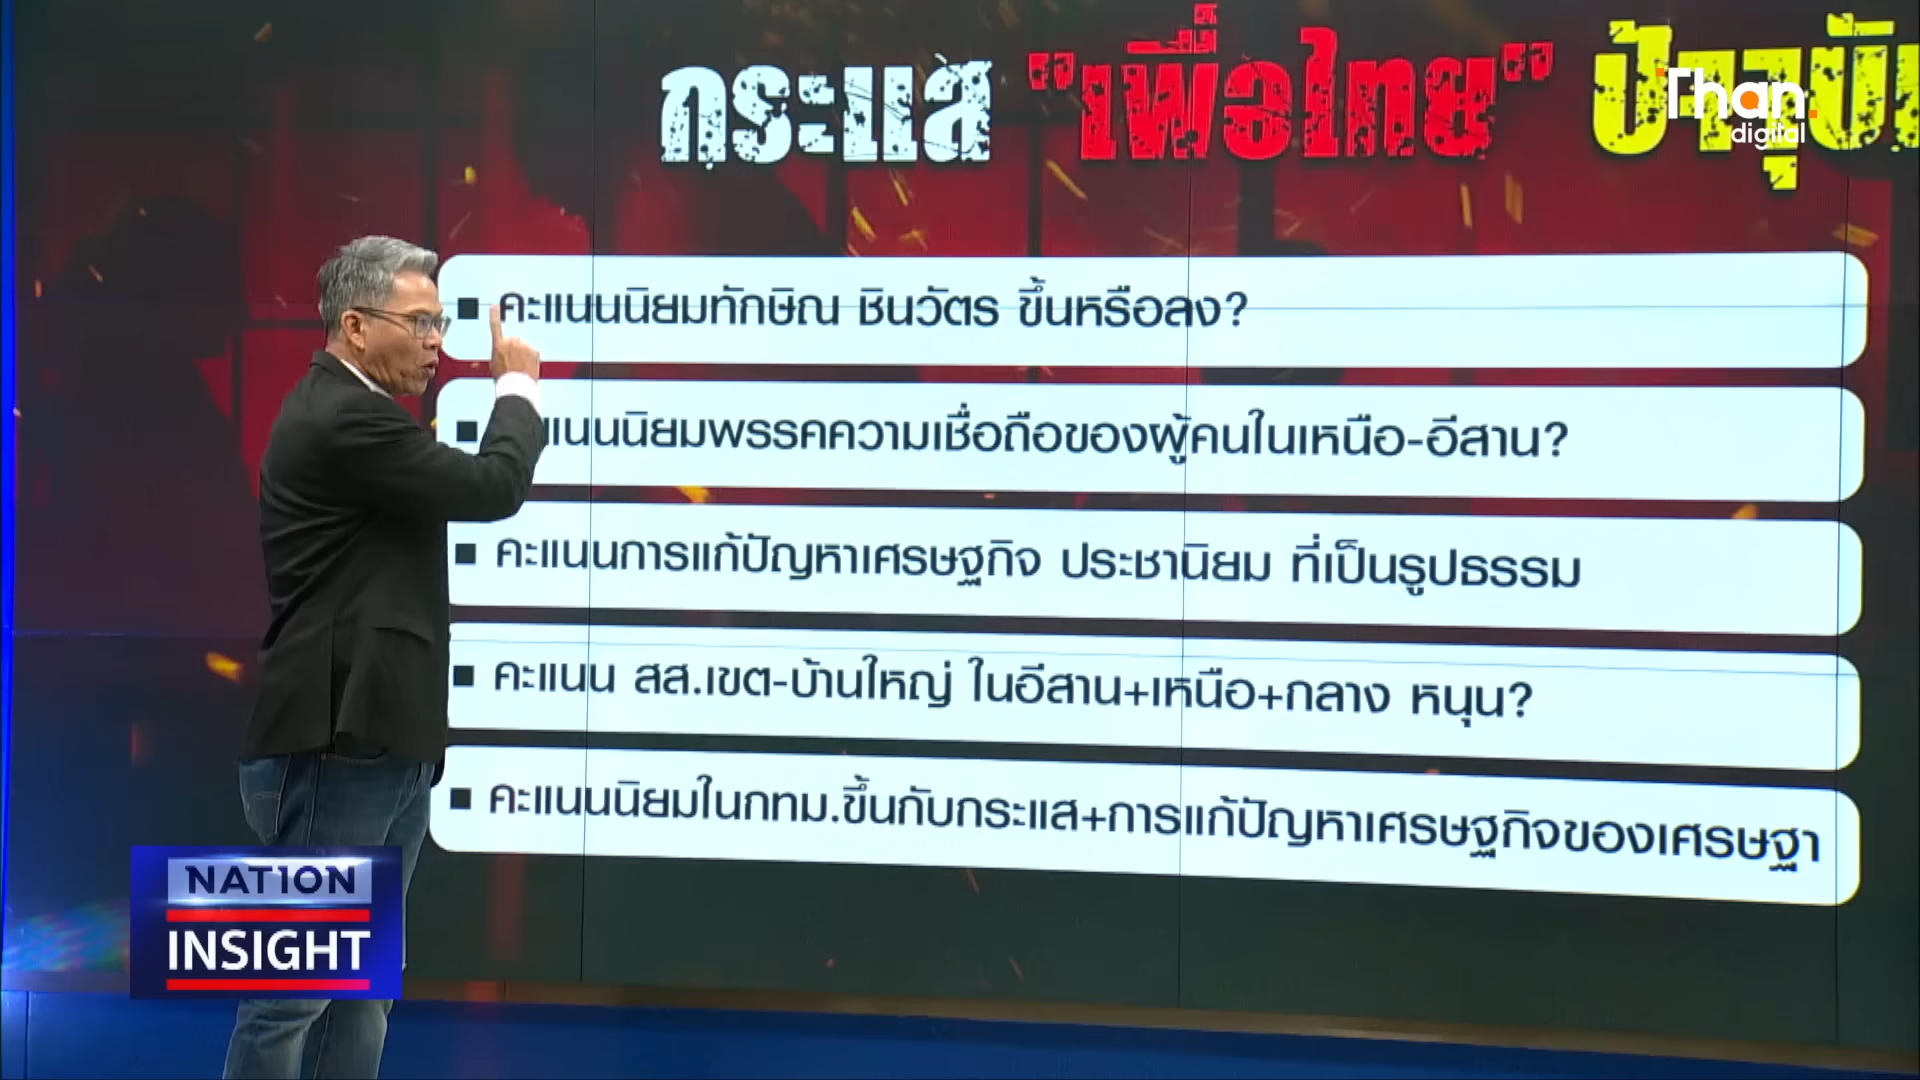 กระแส "เพื่อไทย"
Than
digital
▪ คะแนนนิยมทักษิณ ชินวัตร ขึ้นหรือลง?
▪ แนนนิยมพรรคความเชื่อถือของผู้คนในเหนือ-อีสาน?
▪ คะแนนการแก้ปัญหาเศรษฐกิจ ประชานิยม ที่เป็นรูปธรรม
▪ คะแนน สส.เขต-บ้านใหญ่ ในอีสาน+เหนือ+กลาง หนุน?
▪ คะแนนนิยมในกทม.ขึ้นกับกระแส+การแก้ปัญหาเศรษฐกิจของเศรษฐา
NATION
INSIGHT